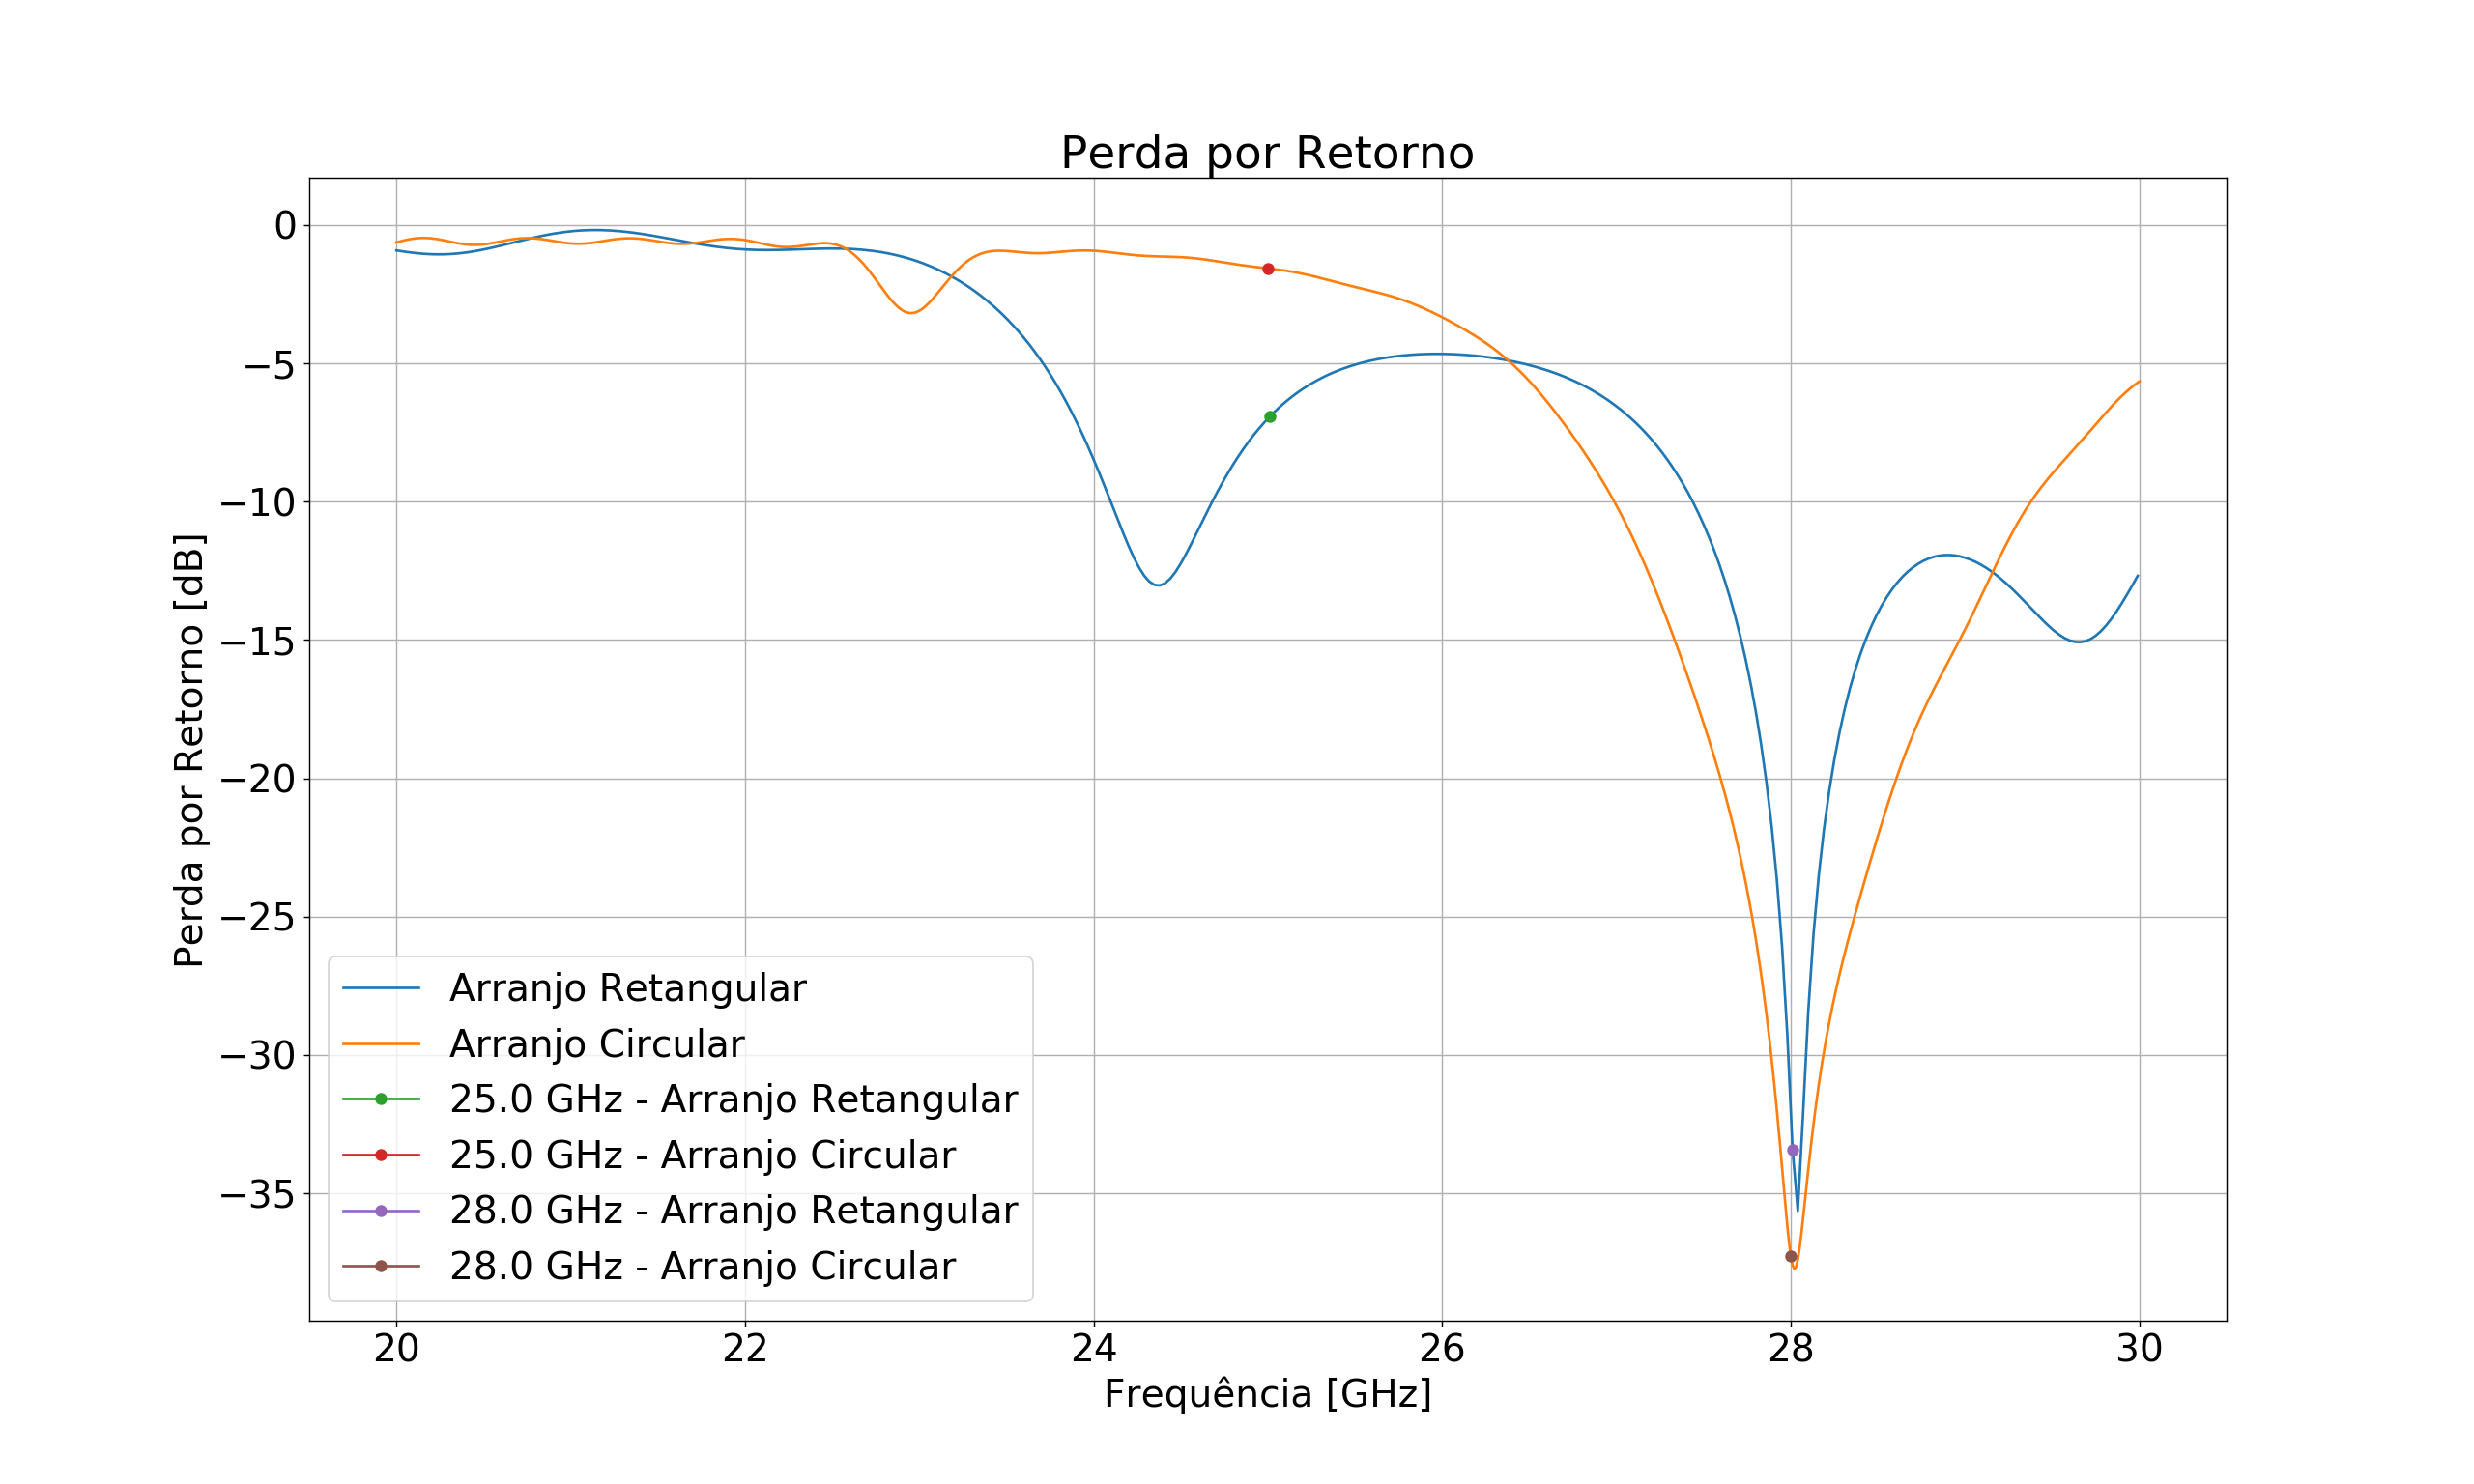 Perda por Retorno
0
−5
−10
−15
−20
−25
−30
−35
Perda por Retorno [dB]
Arranjo Retangular
Arranjo Circular
25.0 GHz - Arranjo Retangular
25.0 GHz - Arranjo Circular
28.0 GHz - Arranjo Retangular
28.0 GHz - Arranjo Circular
20 22 24 26 28 30
Frequência [GHz]